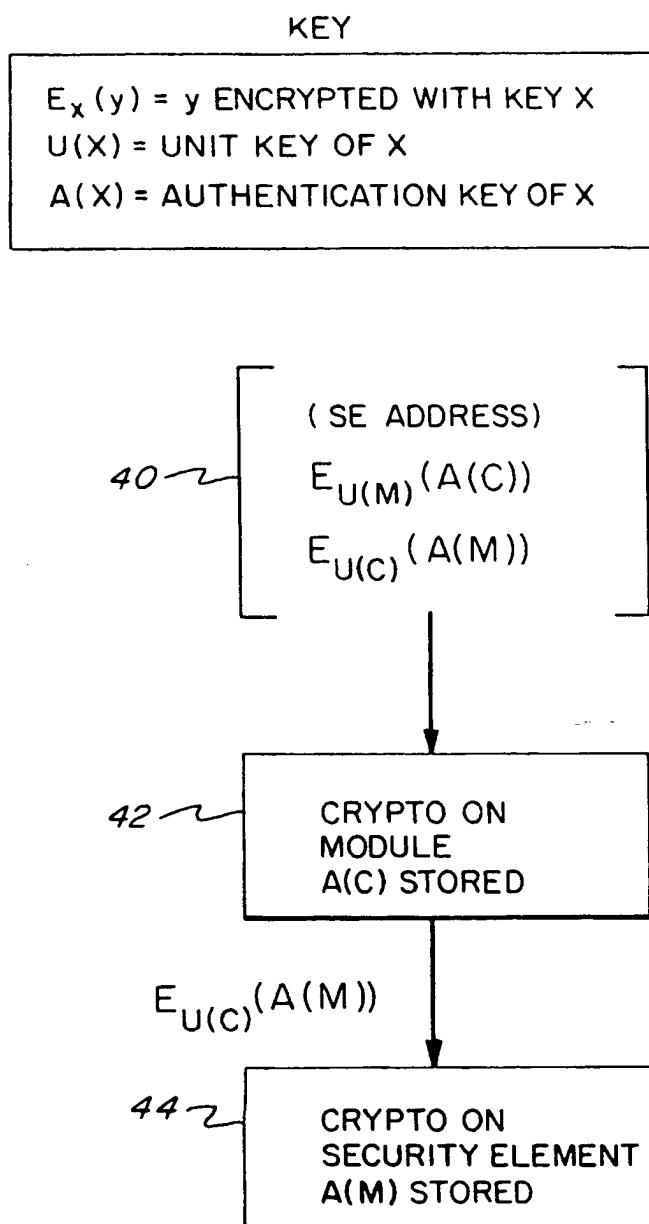 KEY
E_X (y) = y ENCRYPTED WITH KEY X
U(X) = UNIT KEY OF X
A(X) = AUTHENTICATION KEY OF X
(SE ADDRESS)
40
E_U(M) (A(C))
E_U(C) (A(M))
42
CRYPTO ON
MODULE
A(C) STORED
E_U(C) (A(M))
44
CRYPTO ON
SECURITY ELEMENT
A(M) STORED